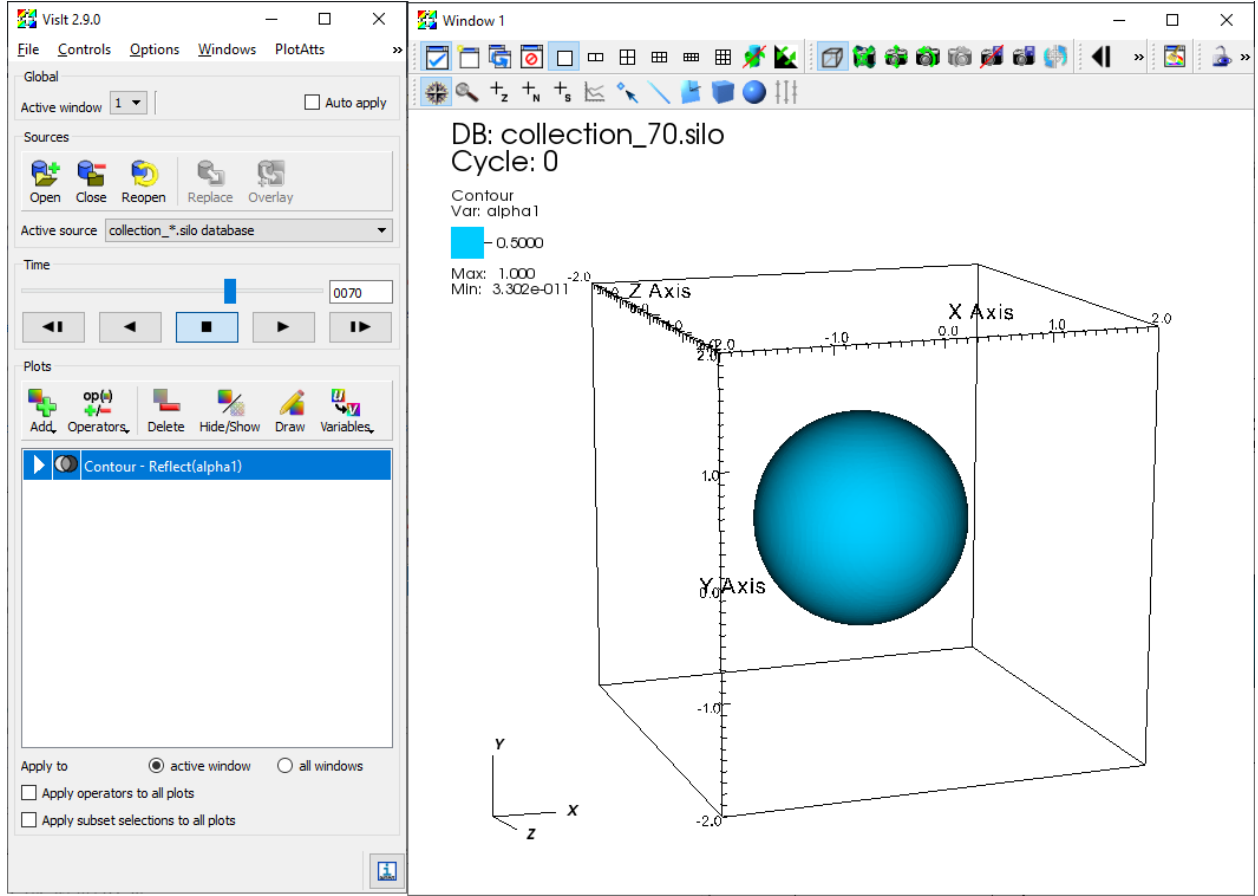 VisIt 2.9.0
File Controls Options Windows PlotAtts »
Global
Active window 1 Auto apply
Sources
Open Close Reopen Replace Overlay
Active source collection_*.silo database
Time
0070
Plots
op(•)
Add Operators Delete Hide/Show Draw Variables
Contour - Reflect(alpha1)
Apply to active window all windows
Apply operators to all plots
Apply subset selections to all plots
Window 1
+z +N +s
DB: collection_70.silo
Cycle: 0
Contour
Var: alpha1
0.5000
Max: 1.000
Min: 3.302e-011
-2.0
Z Axis
X Axis
-1.0 0.0 1.0 2.0
2.0
1.0
Y Axis
0.0
-1.0
-2.0
Y
X
Z